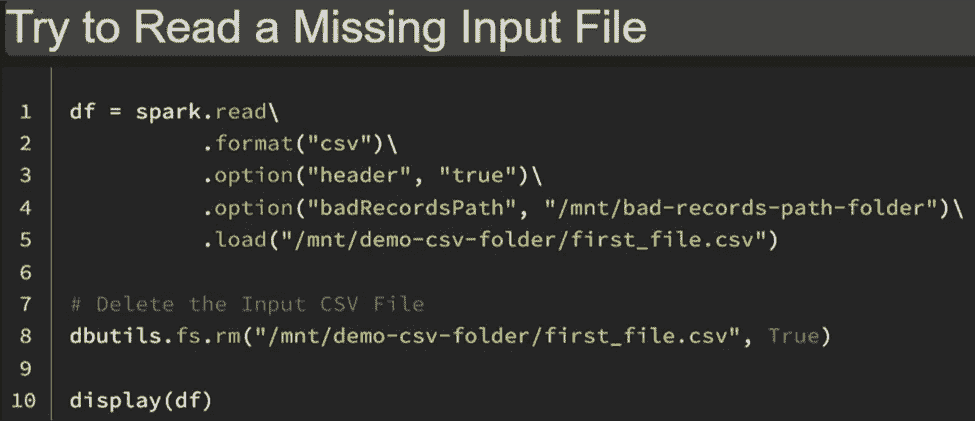 Try to Read a Missing Input File
1 df = spark.read\
2 .format("csv")\
3 .option("header", "true")\
4 .option("badRecordsPath", "/mnt/bad-records-path-folder")\
5 .load("/mnt/demo-csv-folder/first_file.csv")
6
7 # Delete the Input CSV File
8 dbutils.fs.rm("/mnt/demo-csv-folder/first_file.csv", True)
9
10 display(df)